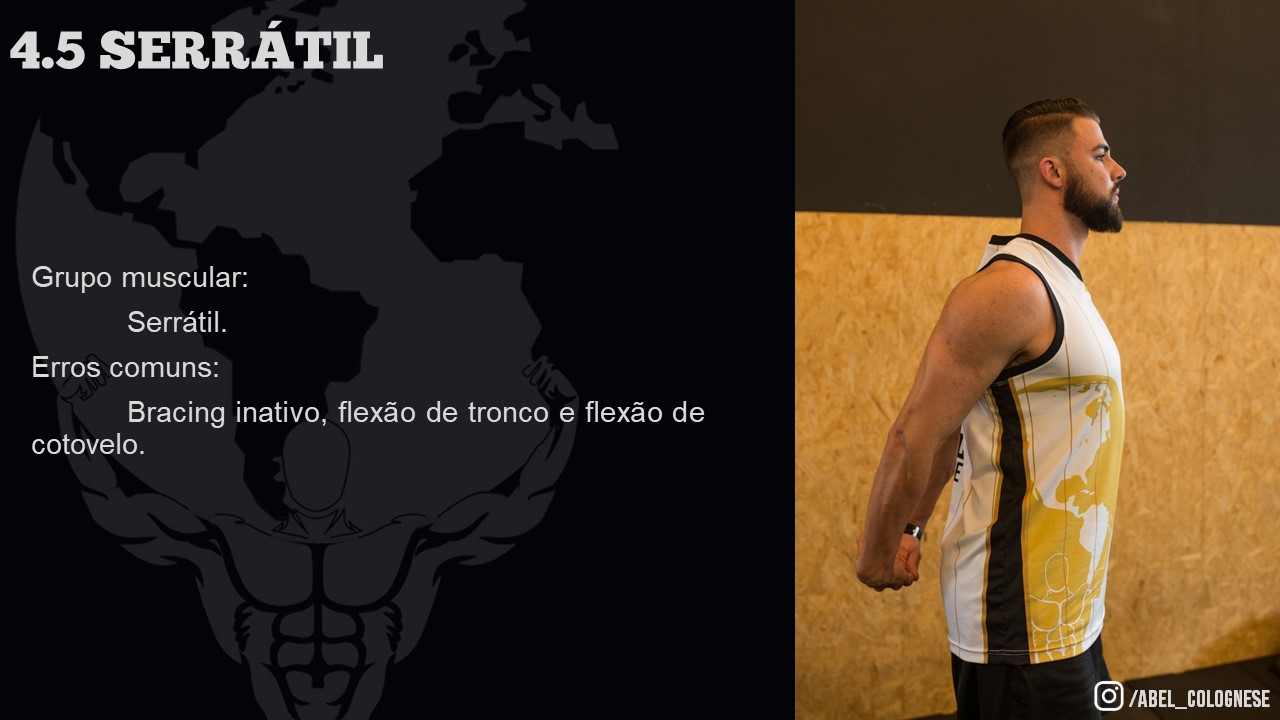 4.5 SERRÁTIL
Grupo muscular:
Serrátil.
Erros comuns:
Bracing inativo, flexão de tronco e flexão de
cotovelo.
/ABEL_COLOGNESE